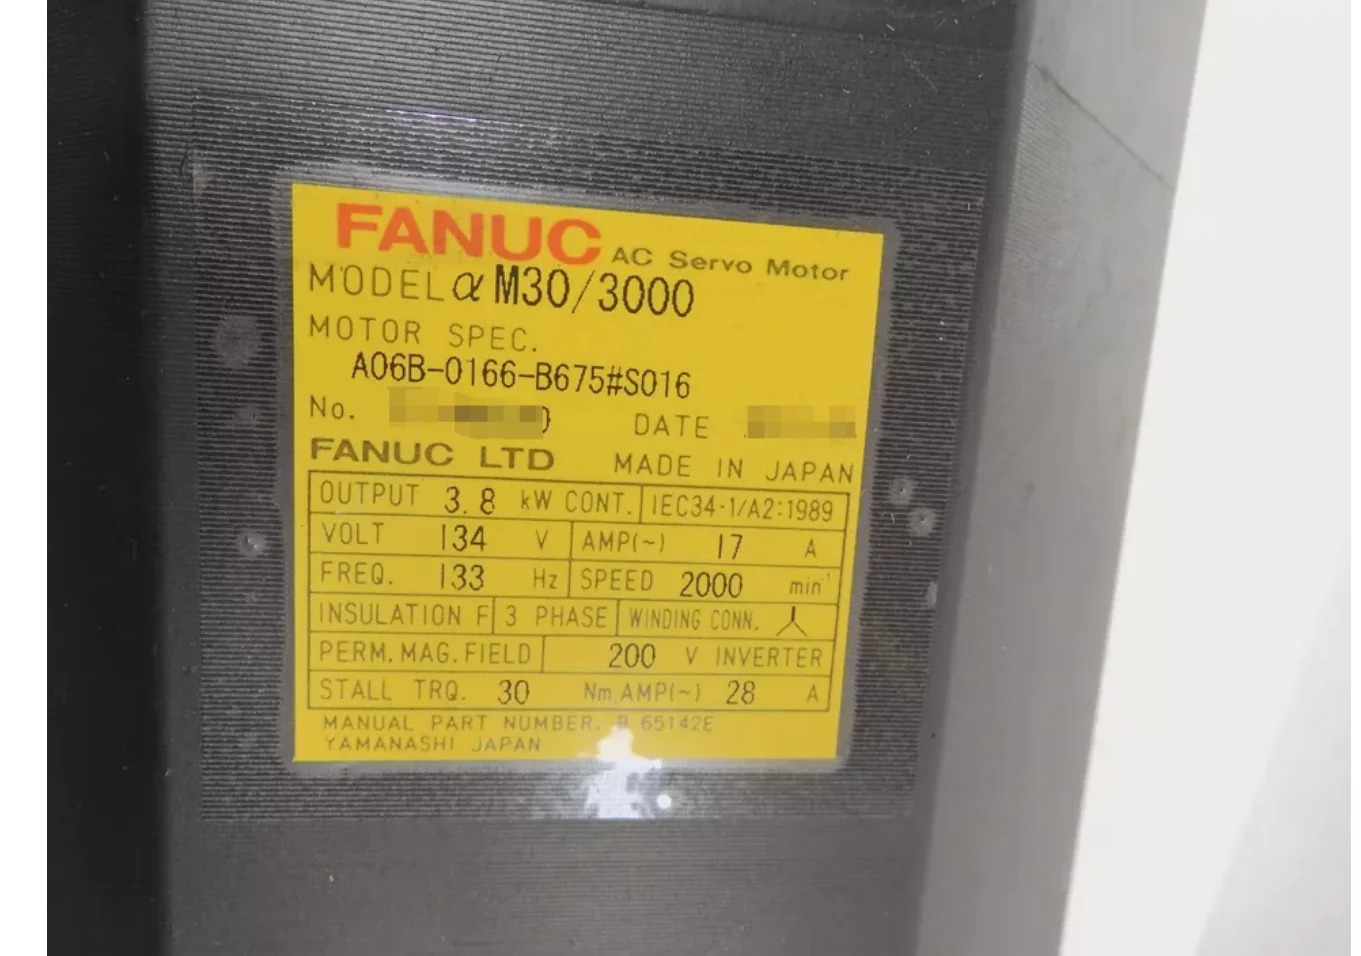 FANUC AC Servo Motor
MODEL α M30/3000
MOTOR SPEC.
A06B-0166-B675#S016
No. DATE
FANUC LTD MADE IN JAPAN
OUTPUT 3.8 kW CONT. IEC34-1/A2:1989
VOLT 134 V AMP(~) 17 A
FREQ. 133 Hz SPEED 2000 min⁻¹
INSULATION F 3 PHASE WINDING CONN.
PERM.MAG.FIELD 200 V INVERTER
STALL TRQ. 30 Nm,AMP(~) 28 A
MANUAL PART NUMBER. 65142E
YAMANASHI JAPAN